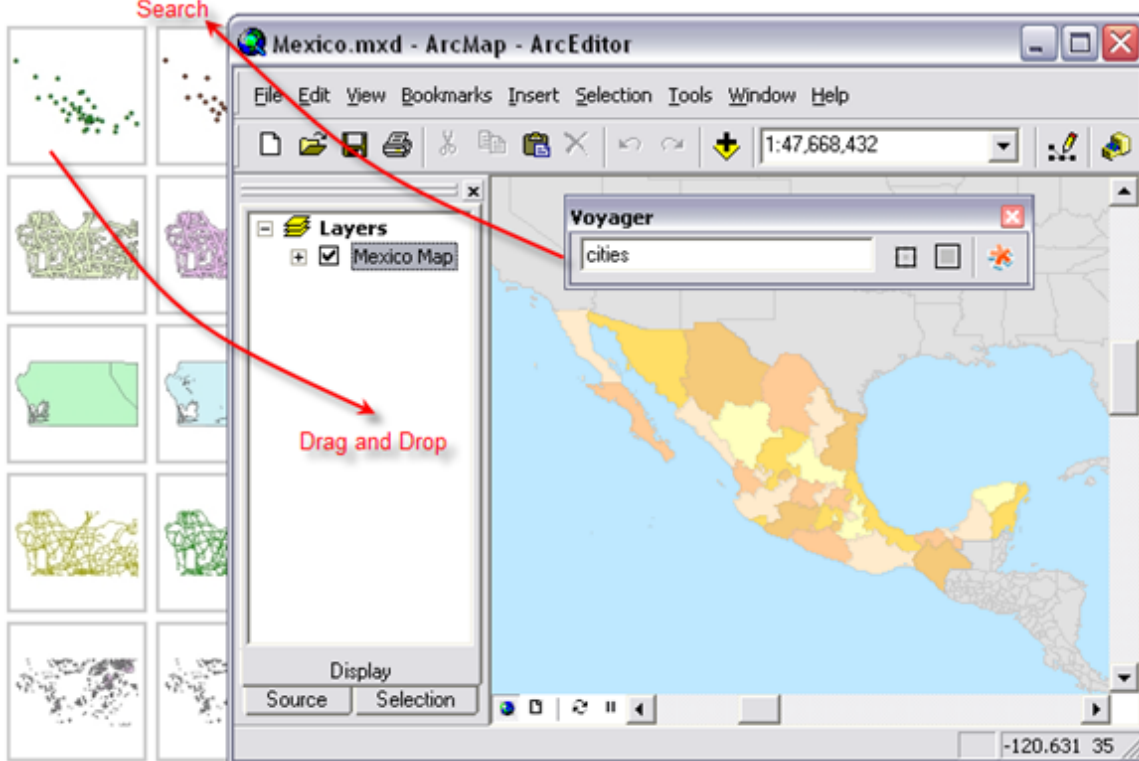 Search
Mexico.mxd - ArcMap - ArcEditor
File Edit View Bookmarks Insert Selection Tools Window Help
1:47,668,432
Layers
Mexico Map
Voyager
cities
Drag and Drop
Display
Source Selection
-120.631 35